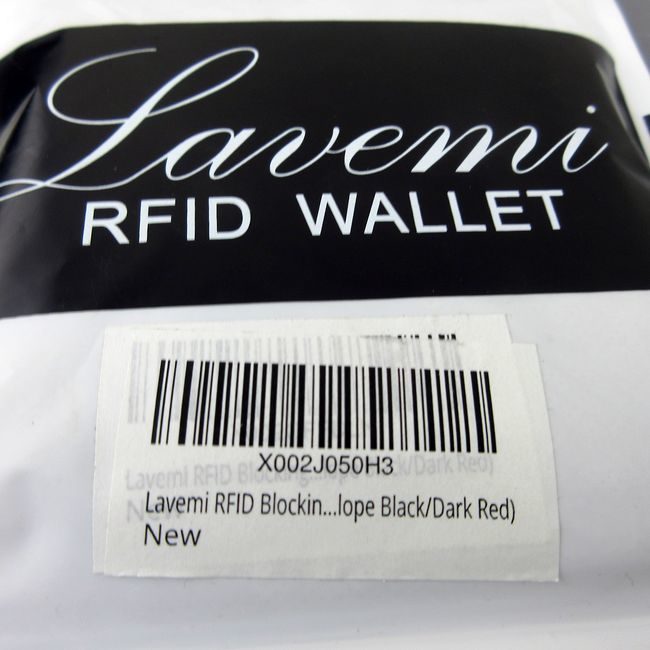 Lavemi
RFID WALLET
X002J050H3
Lavemi RFID Blockin...lope Black/Dark Red)
New